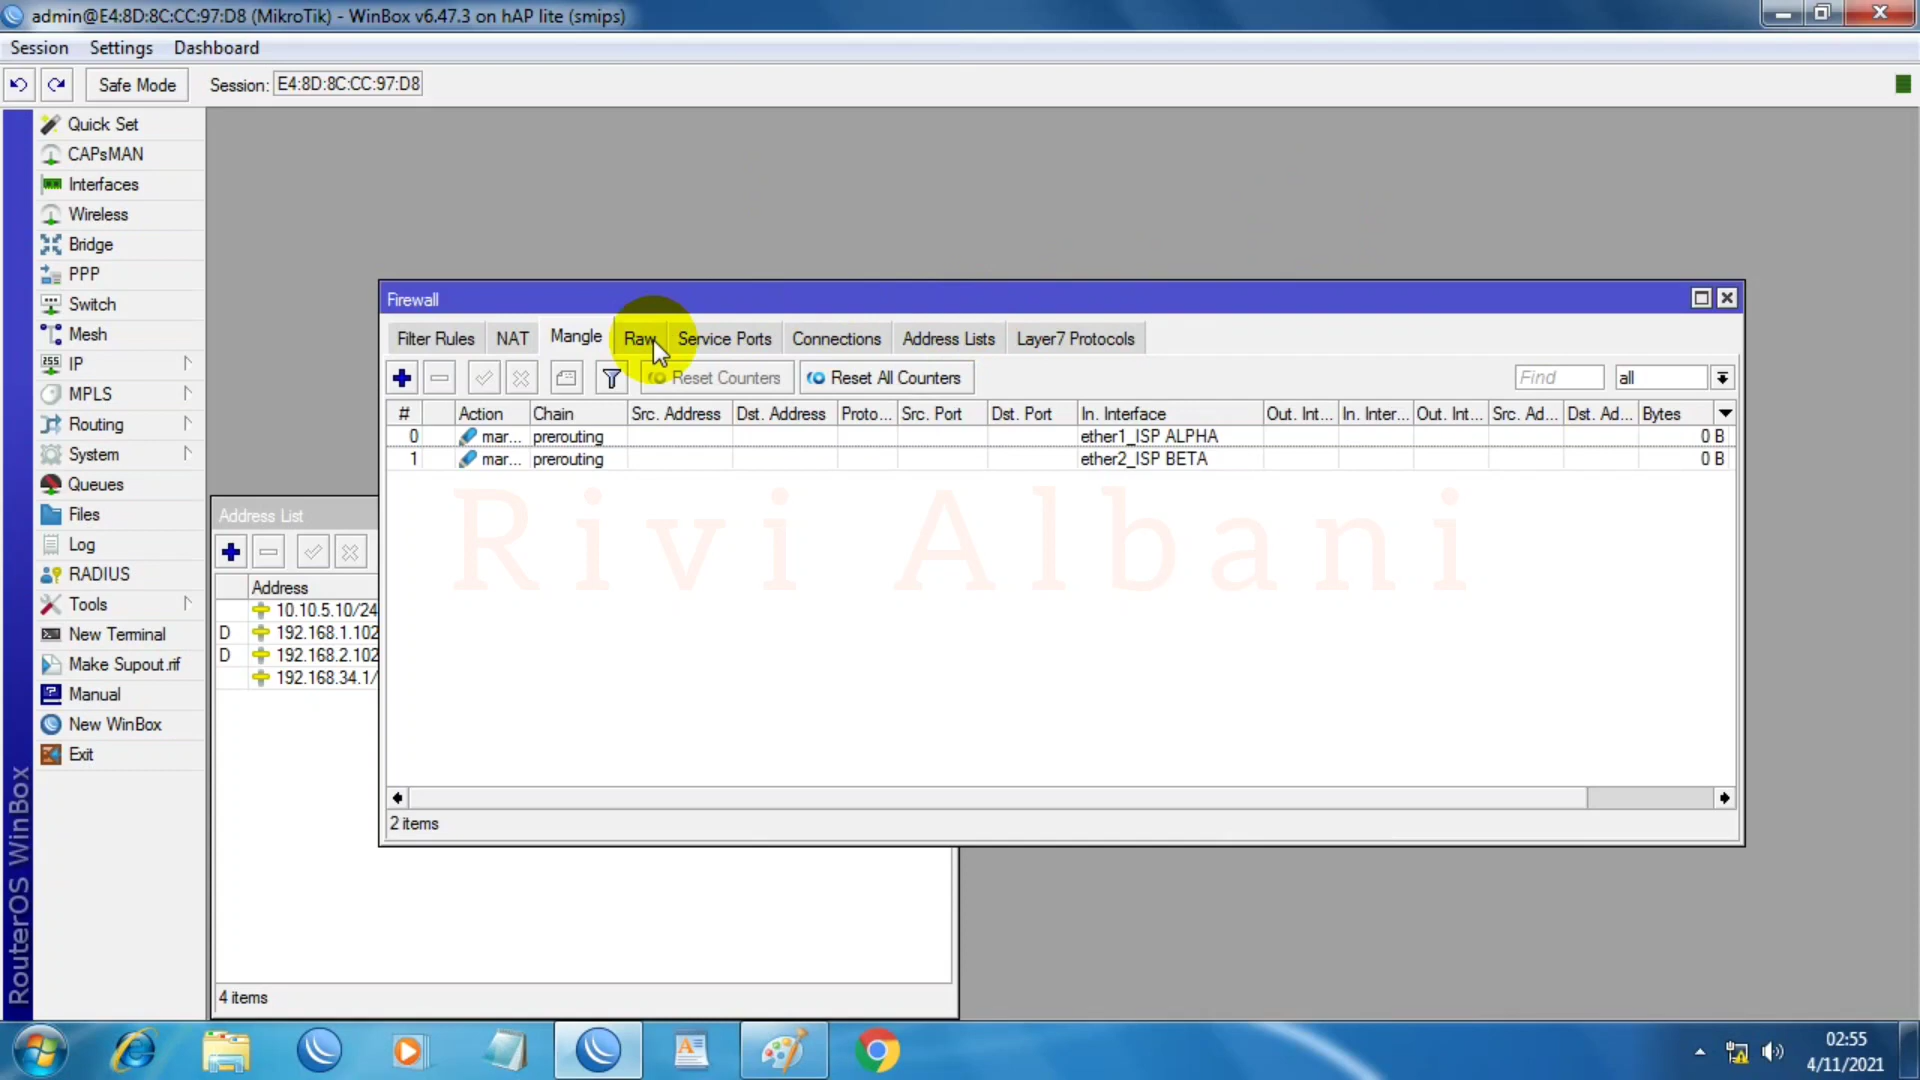 admin@E4:8D:8C:CC:97:D8 (MikroTik) - WinBox v6.47.3 on hAP lite (smips)
Session Settings Dashboard
Safe Mode Session: E4:8D:8C:CC:97:D8
Quick Set
CAPsMAN
Interfaces
Wireless
Bridge
PPP
Switch
Mesh
IP
MPLS
Routing
System
Queues
Files
Log
RADIUS
Tools
New Terminal
Make Supout.rif
Manual
New WinBox
Exit
RouterOS WinBox
Firewall
Filter Rules NAT Mangle Raw Service Ports Connections Address Lists Layer7 Protocols
Reset Counters Reset All Counters Find all
# Action Chain Src. Address Dst. Address Proto... Src. Port Dst. Port In. Interface Out. Int... In. Inter... Out. Int... Src. Ad... Dst. Ad... Bytes
0 mar... prerouting ether1_ISP ALPHA 0 B
1 mar... prerouting ether2_ISP BETA 0 B
Rivi Albani
2 items
Address List
Address
10.10.5.10/24
D 192.168.1.102
D 192.168.2.102
192.168.34.1/
4 items
02:55
4/11/2021